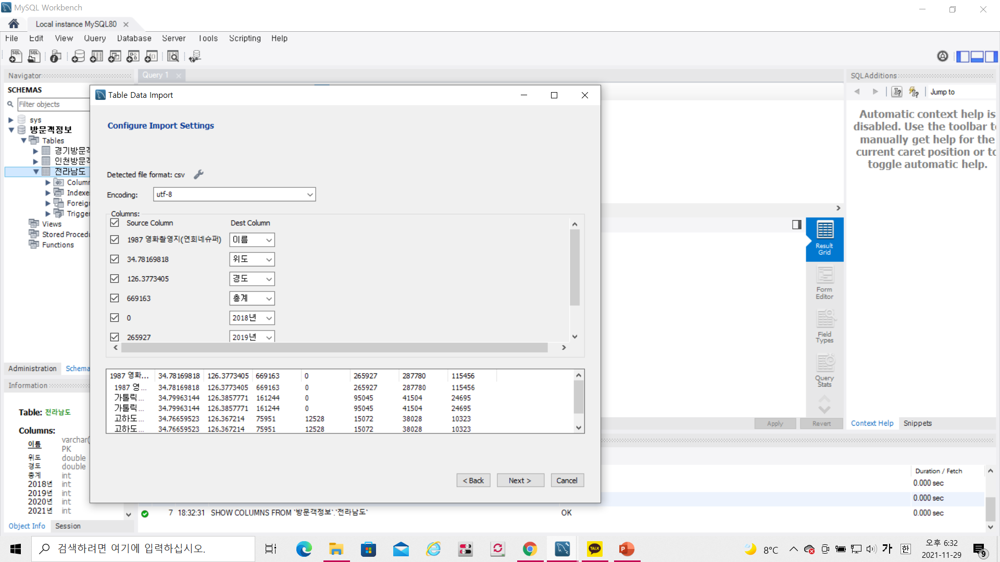 MySQL Workbench
Local instance MySQL80
File Edit View Query Database Server Tools Scripting Help
Navigator
Query 1
SQLAdditions
SCHEMAS
Filter objects
Jump to
sys
방문객정보
Tables
경기방문객
인천방문객
전라남도
Column
Indexe
Foreig
Trigge
Views
Stored Procedu
Functions
Administration Schema
Information
Table: 전라남도
Columns:
이름 varchar(
PK
위도 double
경도 double
총계 int
2018년 int
2019년 int
2020년 int
2021년 int
Object Info Session
Table Data Import
Configure Import Settings
Detected file format: csv
Encoding: utf-8
Columns:
Source Column Dest Column
1987 영화촬영지(연희네슈퍼) 이름
34.78169818 위도
126.3773405 경도
669163 총계
0 2018년
265927 2019년
1987 영화... 34.78169818 126.3773405 669163 0 265927 287780 115456
1987 영... 34.78169818 126.3773405 669163 0 265927 287780 115456
가톨릭... 34.79963144 126.3857771 161244 0 95045 41504 24695
가톨릭... 34.79963144 126.3857771 161244 0 95045 41504 24695
고하도... 34.76659523 126.367214 75951 12528 15072 38028 10323
고하도... 34.76659523 126.367214 75951 12528 15072 38028 10323
< Back Next > Cancel
Automatic context help is
disabled. Use the toolbar t
manually get help for the
current caret position or to
toggle automatic help.
Result
Grid
Form
Editor
Field
Types
Query
Stats
Apply Revert
Context Help Snippets
Duration / Fetch
0.000 sec
0.000 sec
7 18:32:31 SHOW COLUMNS FROM `방문객정보`.`전라남도` OK 0.000 sec
검색하려면 여기에 입력하십시오.
TALK
8°C
가
한
오후 6:32
2021-11-29
9